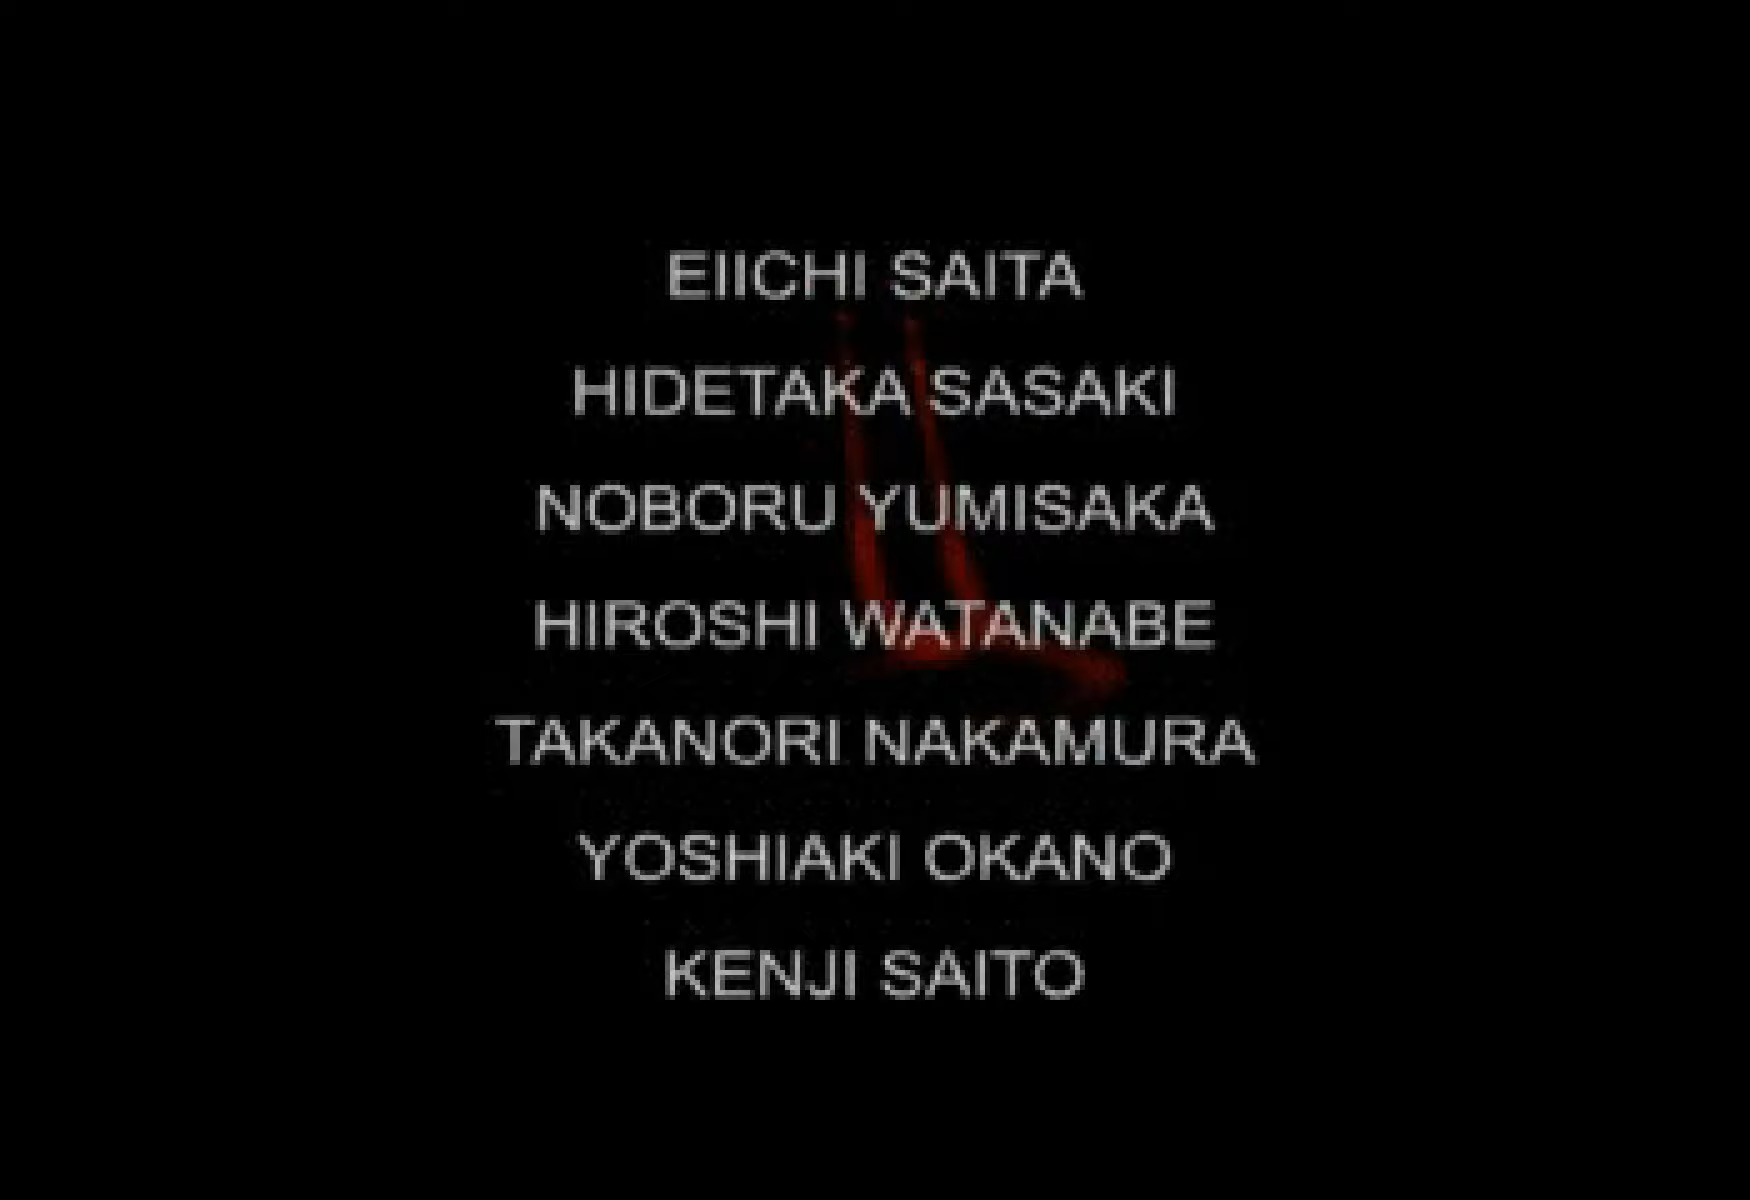 EIICHI SAITA
HIDETAKA SASAKI
NOBORU YUMISAKA
HIROSHI WATANABE
TAKANORI NAKAMURA
YOSHIAKI OKANO
KENJI SAITO